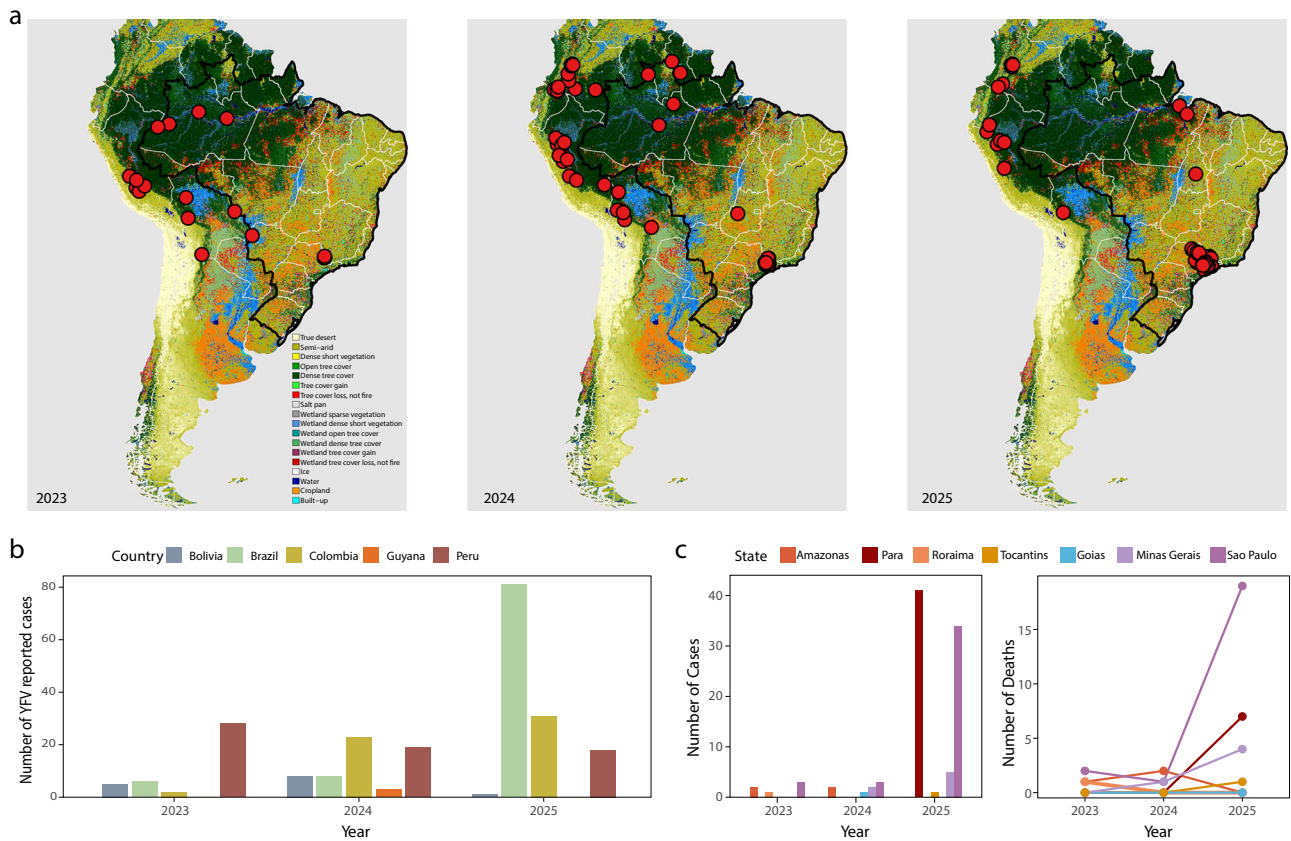 a
True desert
Semi−arid
Dense short vegetation
Open tree cover
Dense tree cover
Tree cover gain
Tree cover loss, not fire
Salt pan
Wetland sparse vegetation
Wetland dense short vegetation
Wetland open tree cover
Wetland dense tree cover
Wetland tree cover gain
Wetland tree cover loss, not fire
Ice
Water
Cropland
Built−up
2023
2024
2025
b
Country Bolivia Brazil Colombia Guyana Peru
Number of YFV reported cases
80
60
40
20
0
2023 2024 2025
Year
c
State Amazonas Para Roraima Tocantins Goias Minas Gerais Sao Paulo
Number of Cases
40
30
20
10
0
2023 2024 2025
Year
Number of Deaths
15
10
5
0
2023 2024 2025
Year